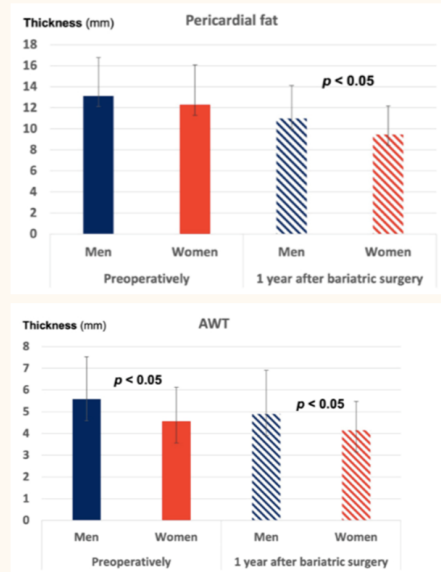 Thickness (mm)
Pericardial fat
18
16
14
12
10
8
6
4
2
0
p < 0.05
Men
Women
Men
Women
Preoperatively
1 year after bariatric surgery
Thickness (mm)
AWT
8
7
6
5
4
3
2
1
0
p < 0.05
p < 0.05
Men
Women
Men
Women
Preoperatively
1 year after bariatric surgery